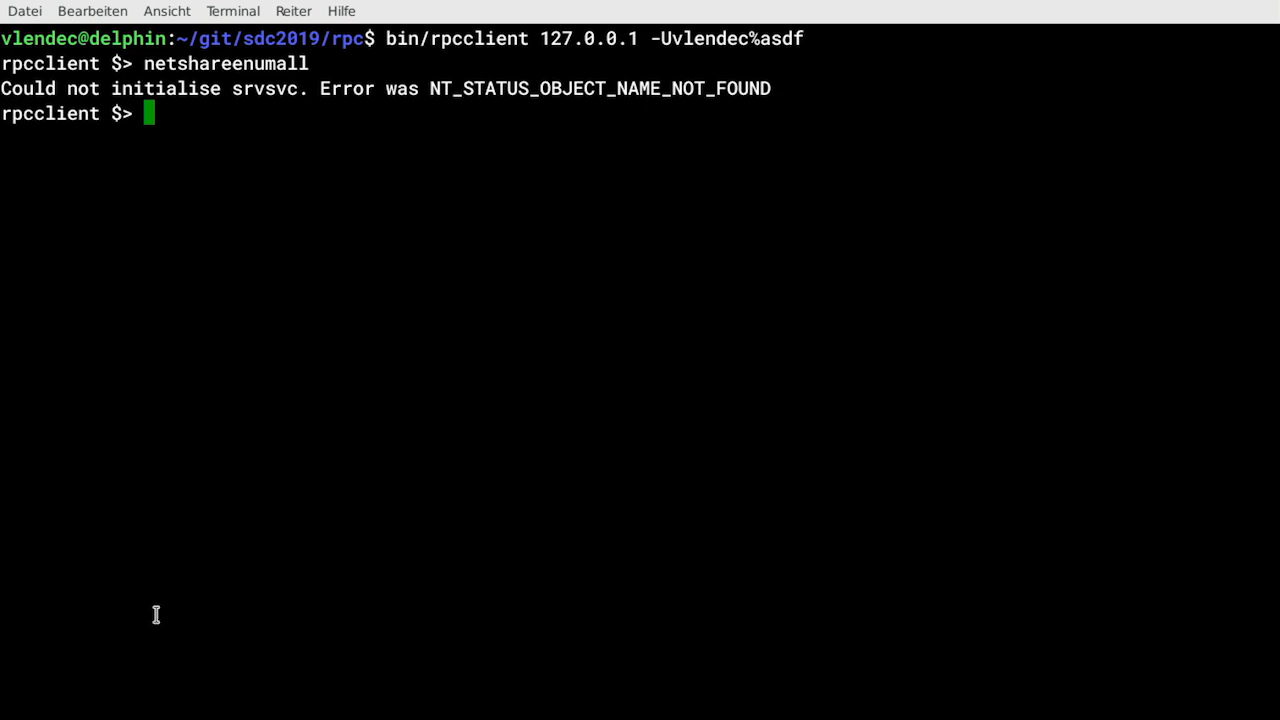 Datei Bearbeiten Ansicht Terminal Reiter Hilfe
vlendec@delphin:~/git/sdc2019/rpc$ bin/rpcclient 127.0.0.1 -Uvlendec%asdf
rpcclient $> netshareenumall
Could not initialise srvsvc. Error was NT_STATUS_OBJECT_NAME_NOT_FOUND
rpcclient $>